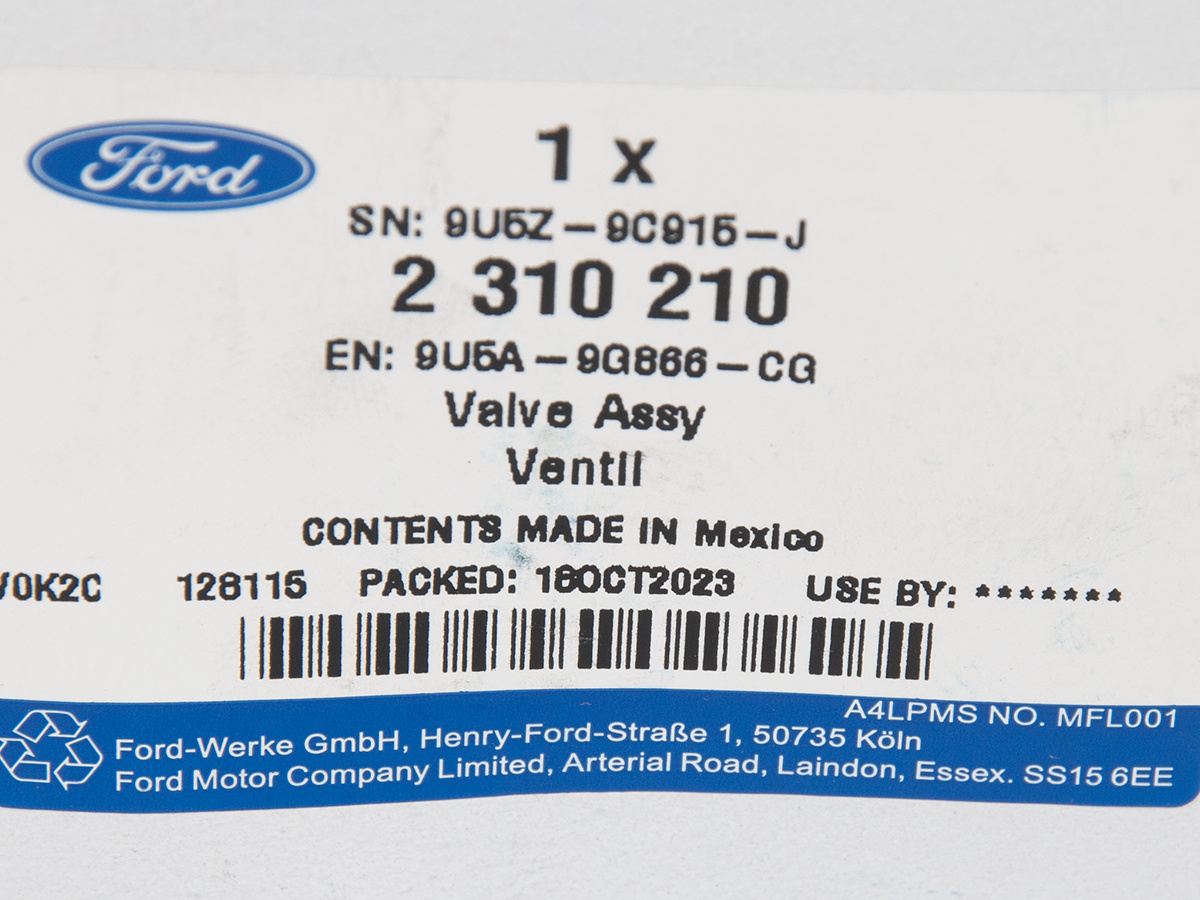 Ford
1 x
SN: 9U5Z-9C915-J
2 310 210
EN: 9U5A-9G866-CG
Valve Assy
Ventil
CONTENTS MADE IN Mexico
V0K2C 128115 PACKED: 18OCT2023 USE BY: *******
A4LPMS NO. MFL001
Ford-Werke GmbH, Henry-Ford-Straße 1, 50735 Köln
Ford Motor Company Limited, Arterial Road, Laindon, Essex. SS15 6EE